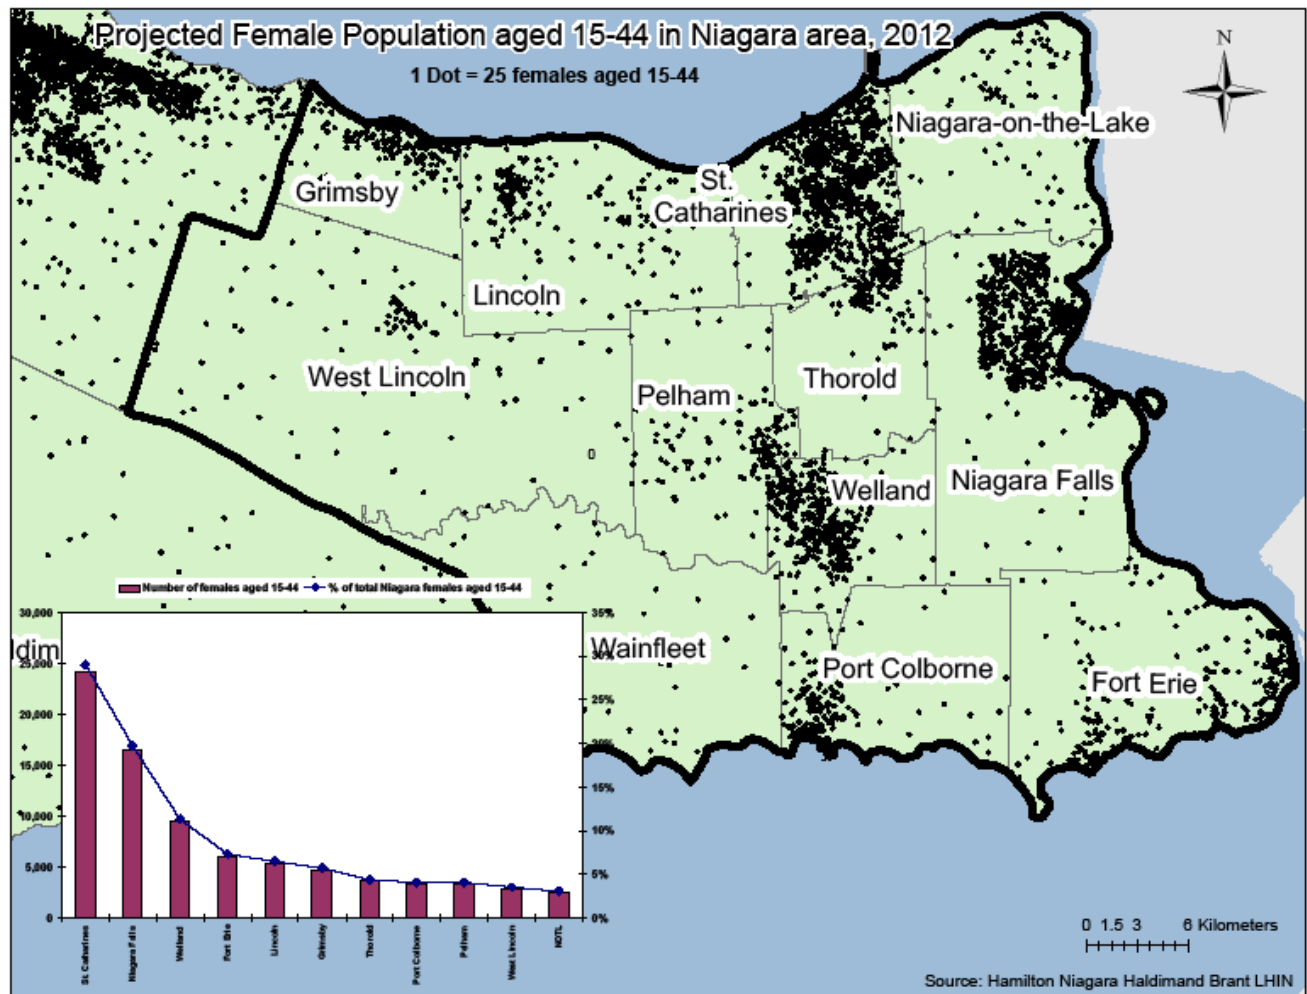 Projected Female Population aged 15-44 in Niagara area, 2012
1 Dot = 25 females aged 15-44
N
Niagara-on-the-Lake
Grimsby
St.
Catharines
Lincoln
West Lincoln
Pelham
Thorold
Welland
Niagara Falls
Wainfleet
Port Colborne
Fort Erie
ldim
Number of females aged 15-44
% of total Niagara females aged 15-44
30,000
25,000
20,000
15,000
10,000
5,000
0
35%
30%
25%
20%
15%
10%
5%
0%
St. Catharines
Niagara Falls
Welland
Fort Erie
Lincoln
Grimsby
Thorold
Port Colborne
Pelham
West Lincoln
NOTL
0 1.5 3 6 Kilometers
Source: Hamilton Niagara Haldimand Brant LHIN